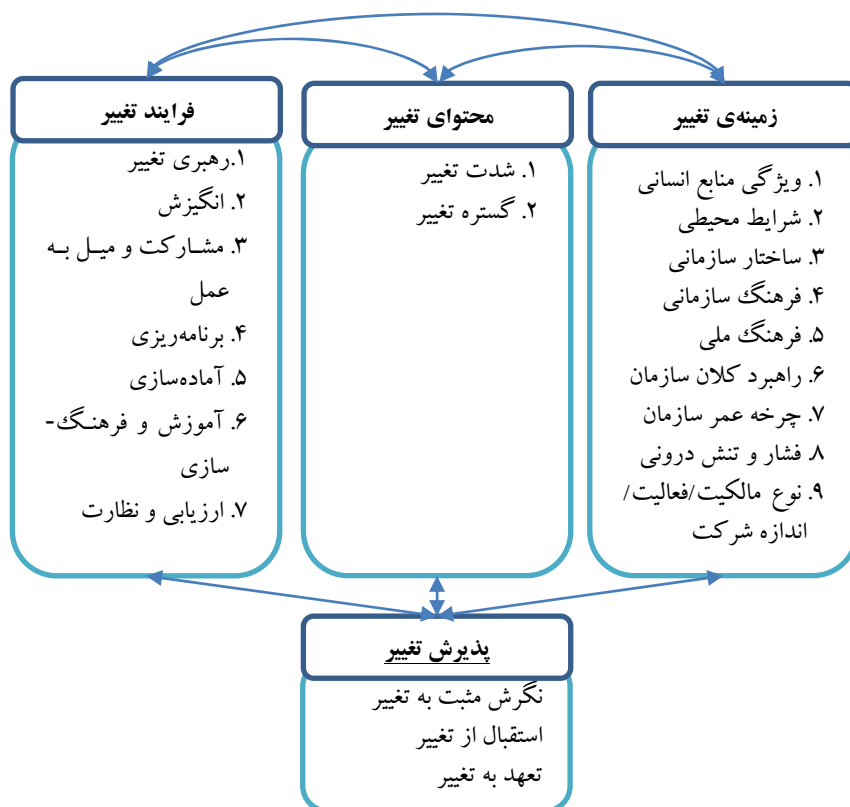 زمینه‌ی تغییر
۱. ویژگی منابع انسانی
۲. شرایط محیطی
۳. ساختار سازمانی
۴. فرهنگ سازمانی
۵. فرهنگ ملی
۶. راهبرد کلان سازمان
۷. چرخه عمر سازمان
۸. فشار و تنش درونی
۹. نوع مالکیت/فعالیت/
اندازه شرکت
محتوای تغییر
۱. شدت تغییر
۲. گستره تغییر
فرایند تغییر
۱.رهبری تغییر
۲. انگیزش
۳. مشـارکت و میـل بـه
عمل
۴. برنامه‌ریزی
۵. آماده‌سازی
۶. آموزش و فرهنـگ-
سازی
۷. ارزیابی و نظارت
پذیرش تغییر
نگرش مثبت به تغییر
استقبال از تغییر
تعهد به تغییر